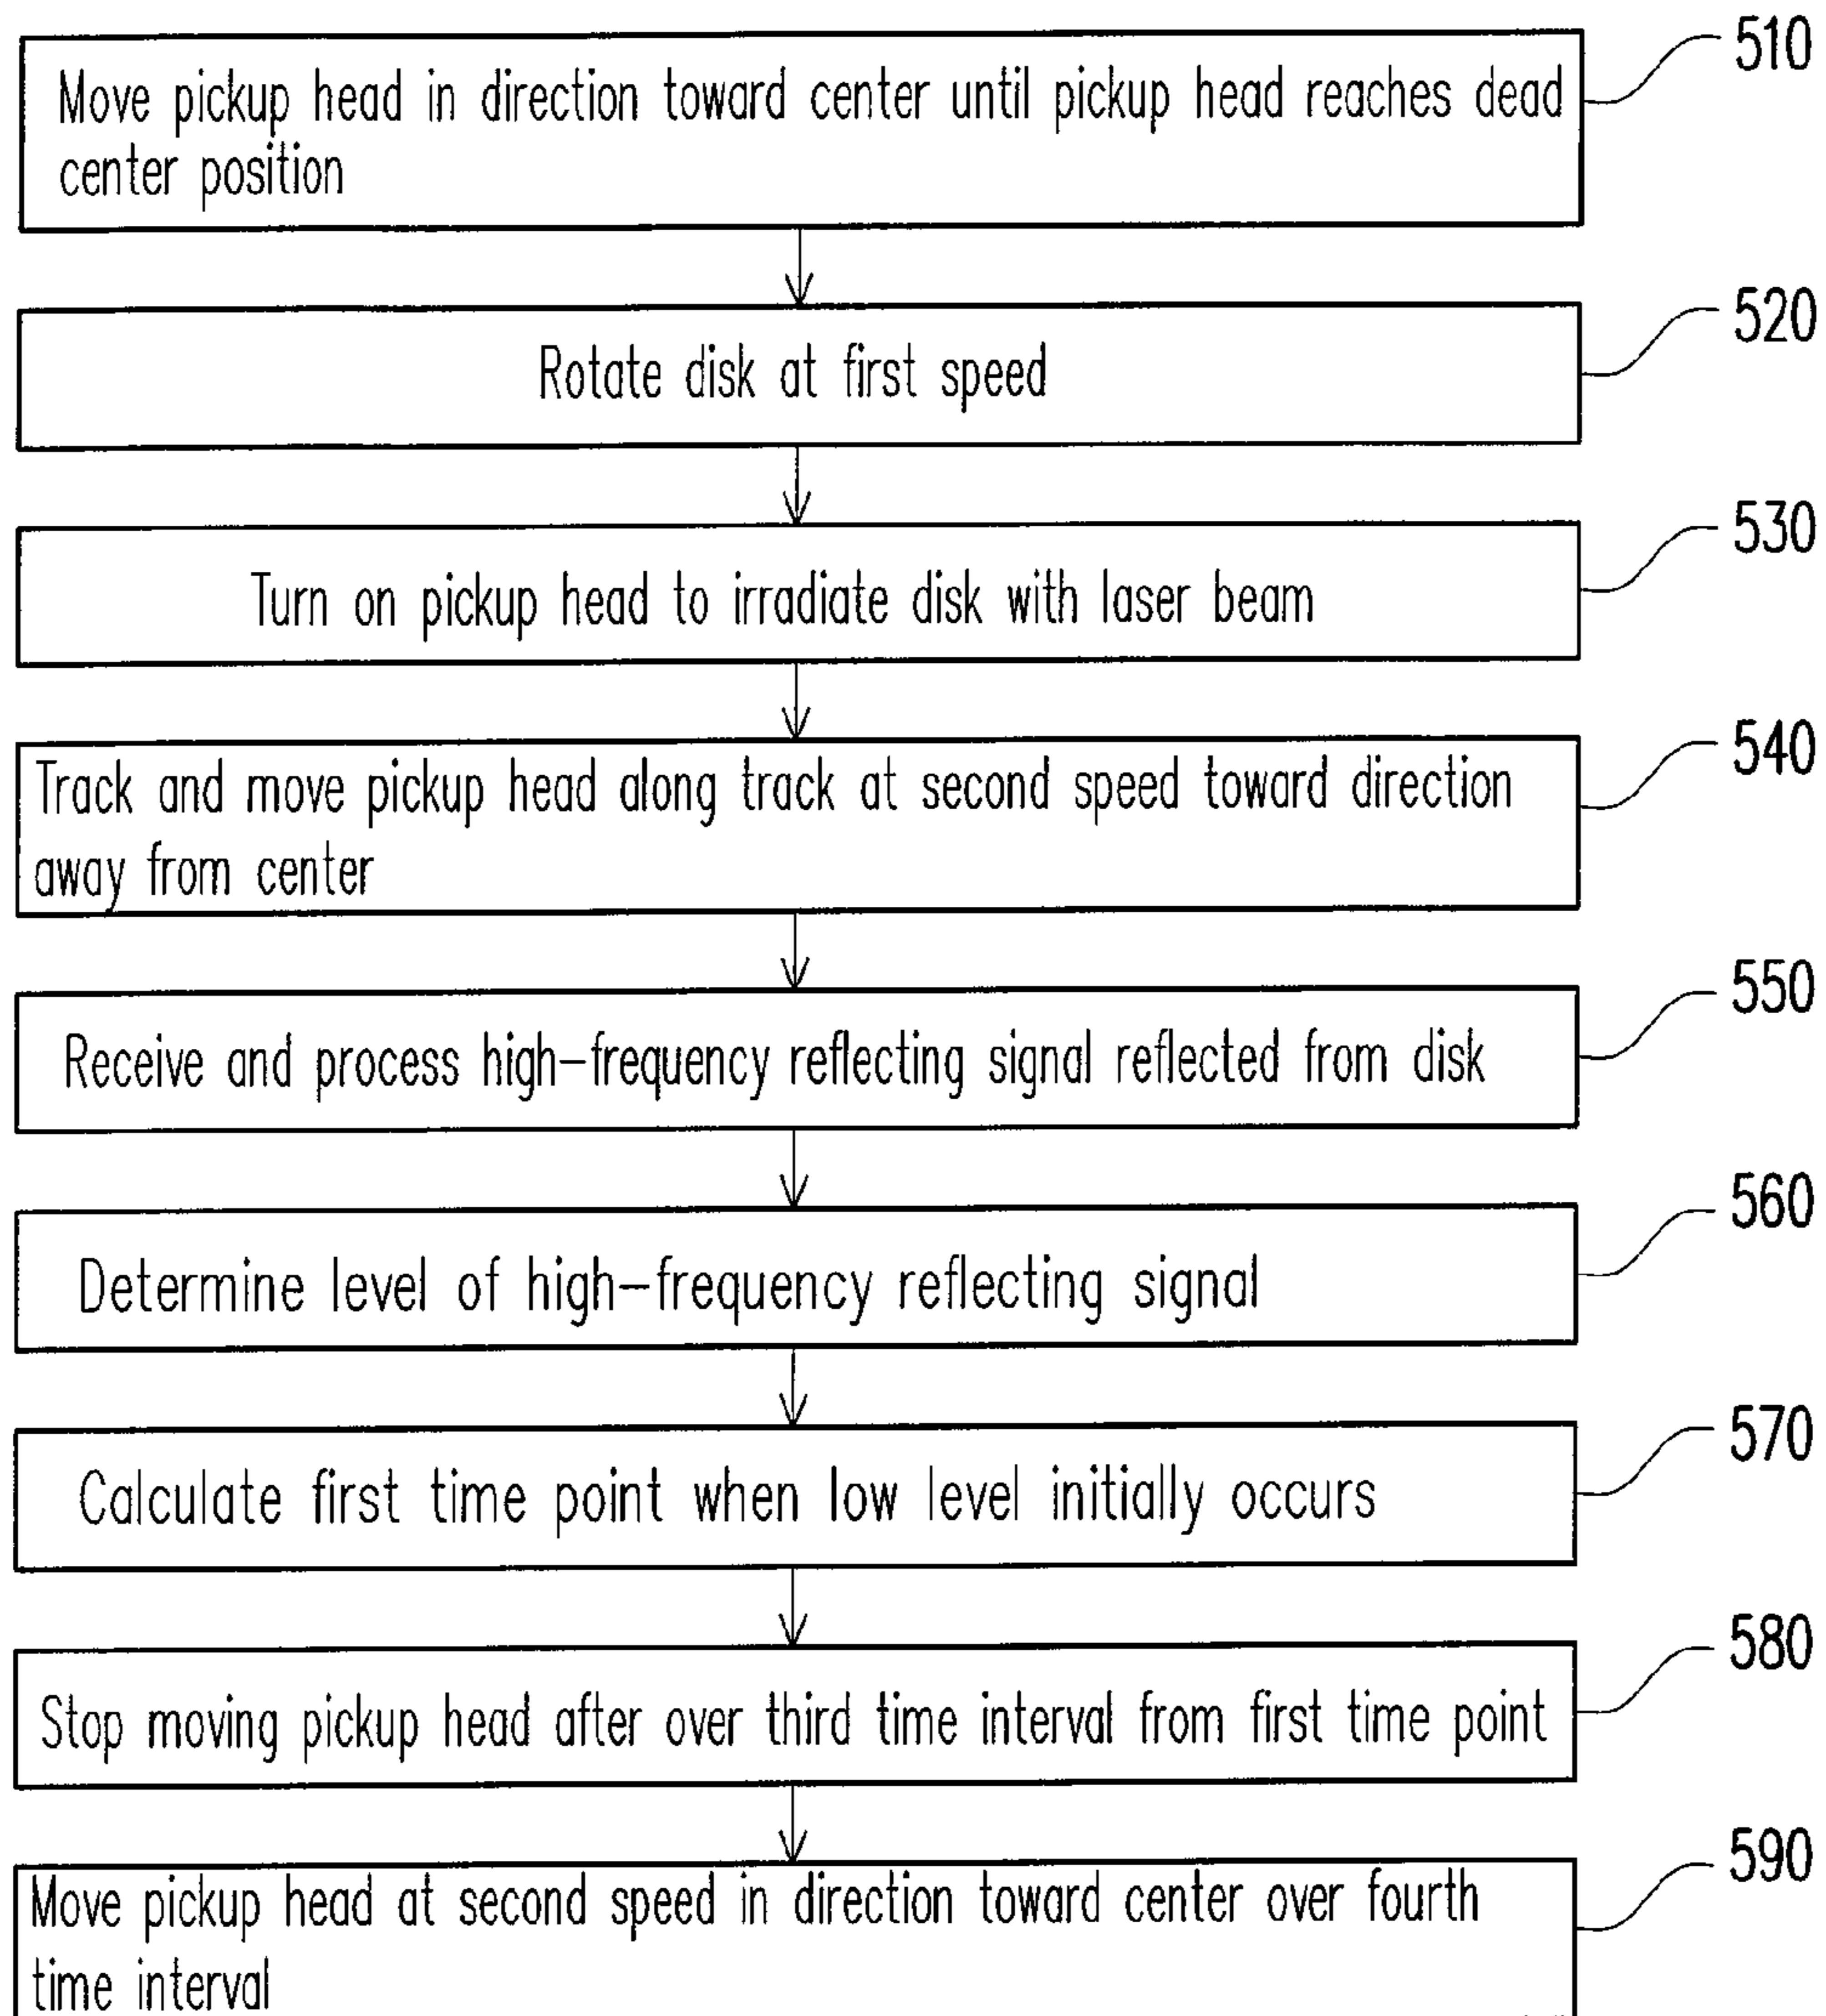 510
Move pickup head in direction toward center until pickup head reaches dead
center position
520
Rotate disk at first speed
530
Turn on pickup head to irradiate disk with laser beam
540
Track and move pickup head along track at second speed toward direction
away from center
550
Receive and process high-frequency reflecting signal reflected from disk
560
Determine level of high-frequency reflecting signal
570
Calculate first time point when low level initially occurs
580
Stop moving pickup head after over third time interval from first time point
590
Move pickup head at second speed in direction toward center over fourth
time interval